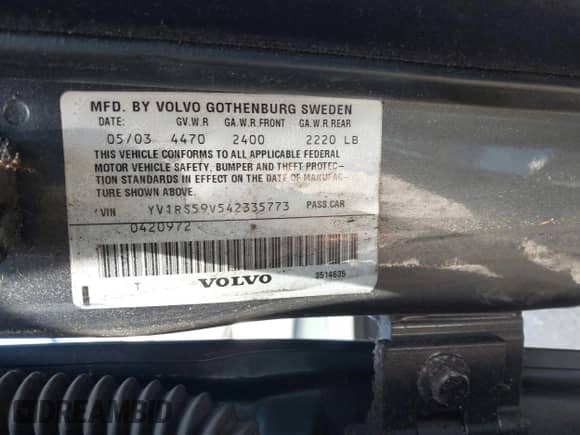 MFD. BY VOLVO GOTHENBURG SWEDEN
DATE: GV.W.R GA.W.R.FRONT GA.W.R.REAR
05/03 4470 2400 2220 LB
THIS VEHICLE CONFORMS TO ALL APPLICABLE FEDERAL
MOTOR VEHICLE SAFETY, BUMPER AND THEFT PROTEC-
TION STANDARDS IN EFFECT ON THE DATE OF MANUFAC-
TURE SHOWN ABOVE.
VIN YV1RS59V542335773 PASS.CAR
0420972
T VOLVO 3514635
DREAMBID